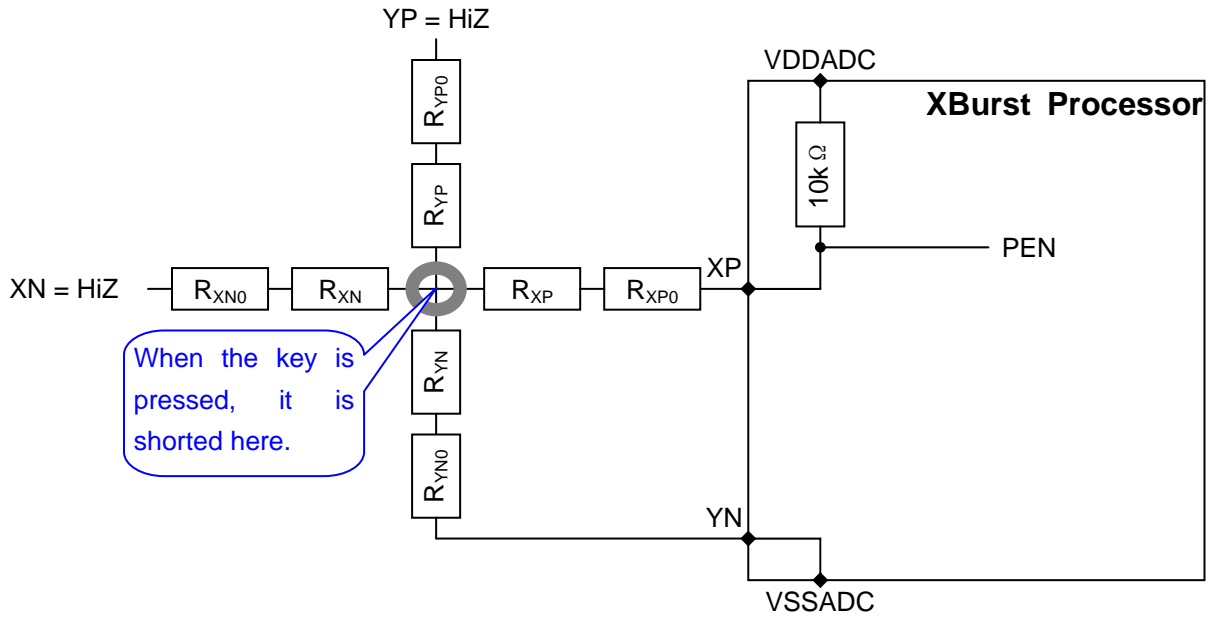 YP = HiZ
VDDADC
XBurst Processor
RYP0
10k Ω
RYP
PEN
XP
XN = HiZ
RXN0
RXN
RXP
RXP0
When the key is
pressed, it is
shorted here.
RYN
RYN0
YN
VSSADC